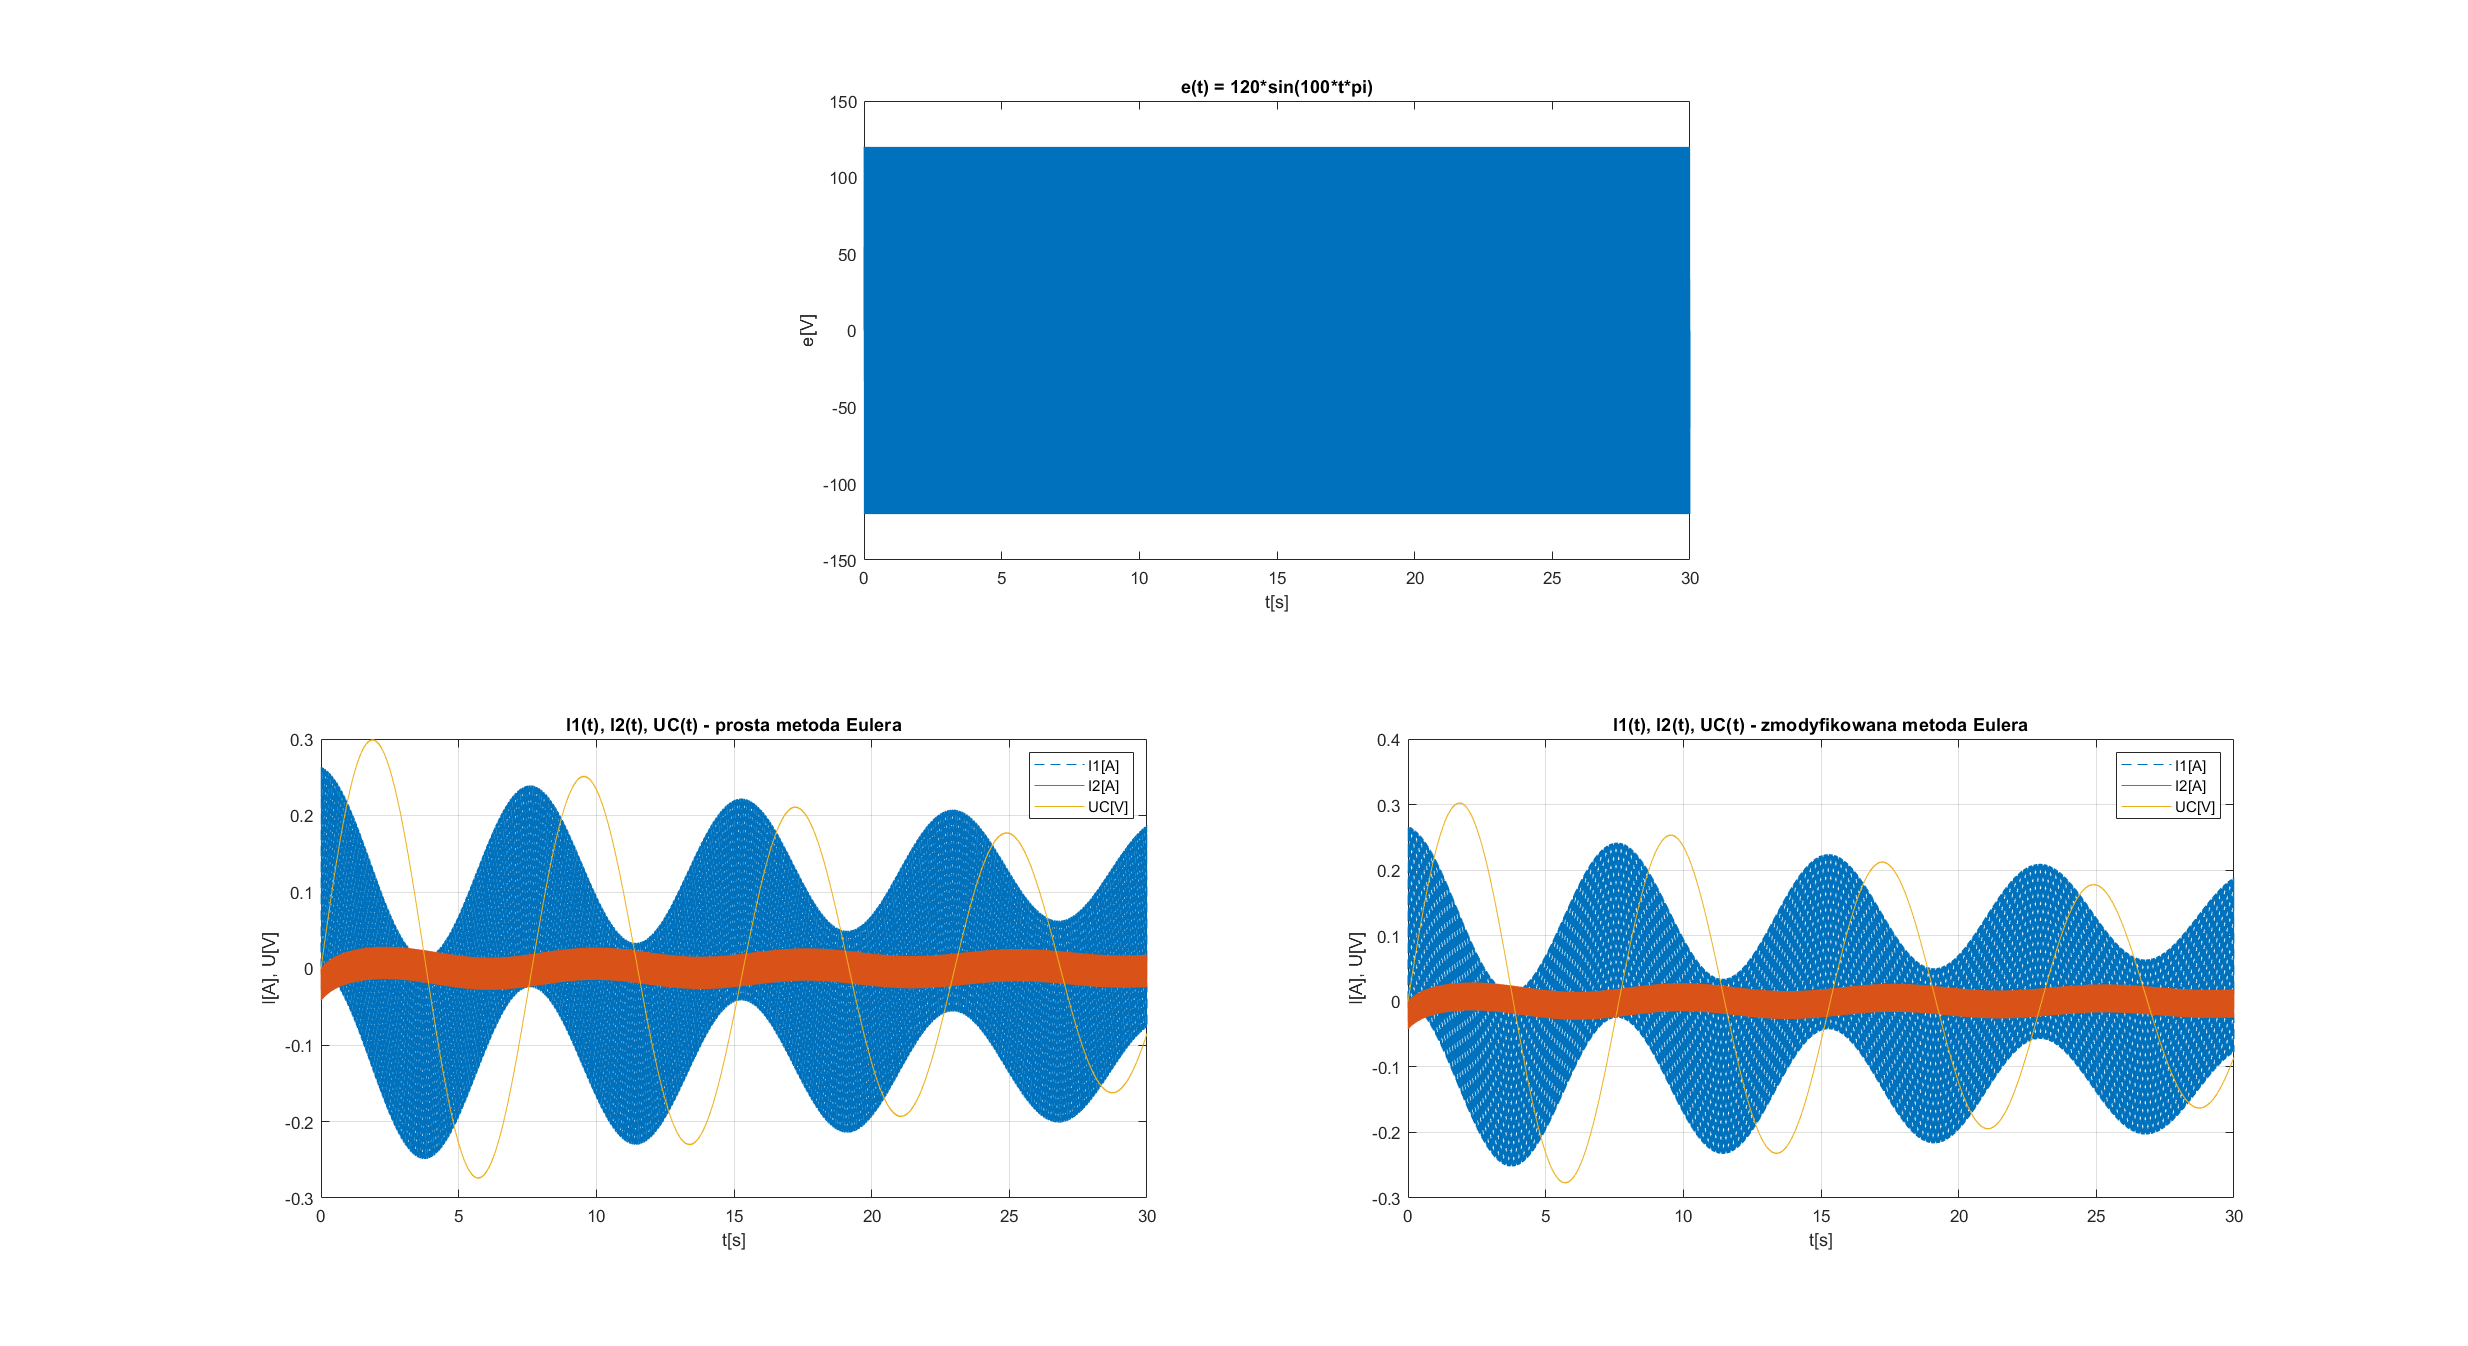 e(t) = 120*sin(100*t*pi)
150
100
50
0
-50
-100
-150
e[V]
0 5 10 15 20 25 30
t[s]
I1(t), I2(t), UC(t) - prosta metoda Eulera
0.3
0.2
0.1
0
-0.1
-0.2
-0.3
I[A], U[V]
I1[A]
I2[A]
UC[V]
0 5 10 15 20 25 30
t[s]
I1(t), I2(t), UC(t) - zmodyfikowana metoda Eulera
0.4
0.3
0.2
0.1
0
-0.1
-0.2
-0.3
I[A], U[V]
I1[A]
I2[A]
UC[V]
0 5 10 15 20 25 30
t[s]